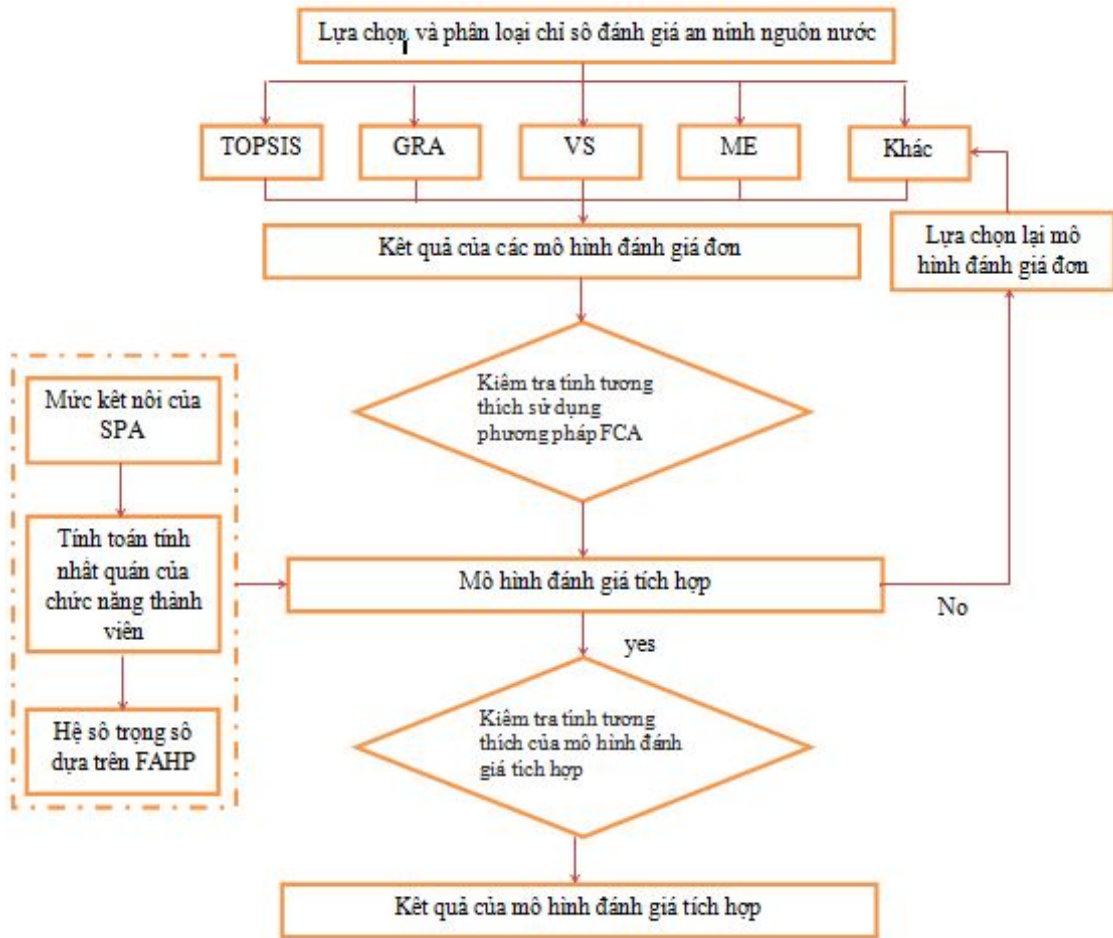 Lựa chọn và phân loại chỉ số đánh giá an ninh nguồn nước
TOPSIS
GRA
VS
ME
Khác
Kết quả của các mô hình đánh giá đơn
Lựa chọn lại mô
hình đánh giá đơn
Kiểm tra tính tương
thích sử dụng
phương pháp FCA
Mức kết nối của
SPA
Tính toán tính
nhất quán của
chức năng thành
viên
Hệ số trọng số
dựa trên FAHP
Mô hình đánh giá tích hợp
No
yes
Kiểm tra tính tương
thích của mô hình đánh
giá tích hợp
Kết quả của mô hình đánh giá tích hợp